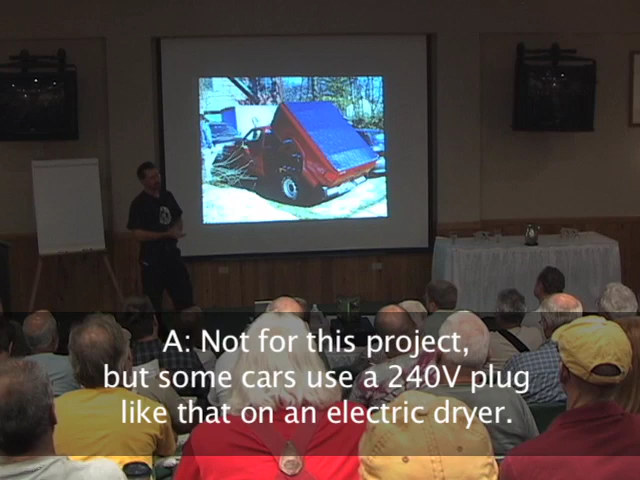 A: Not for this project,
but some cars use a 240V plug
like that on an electric dryer.